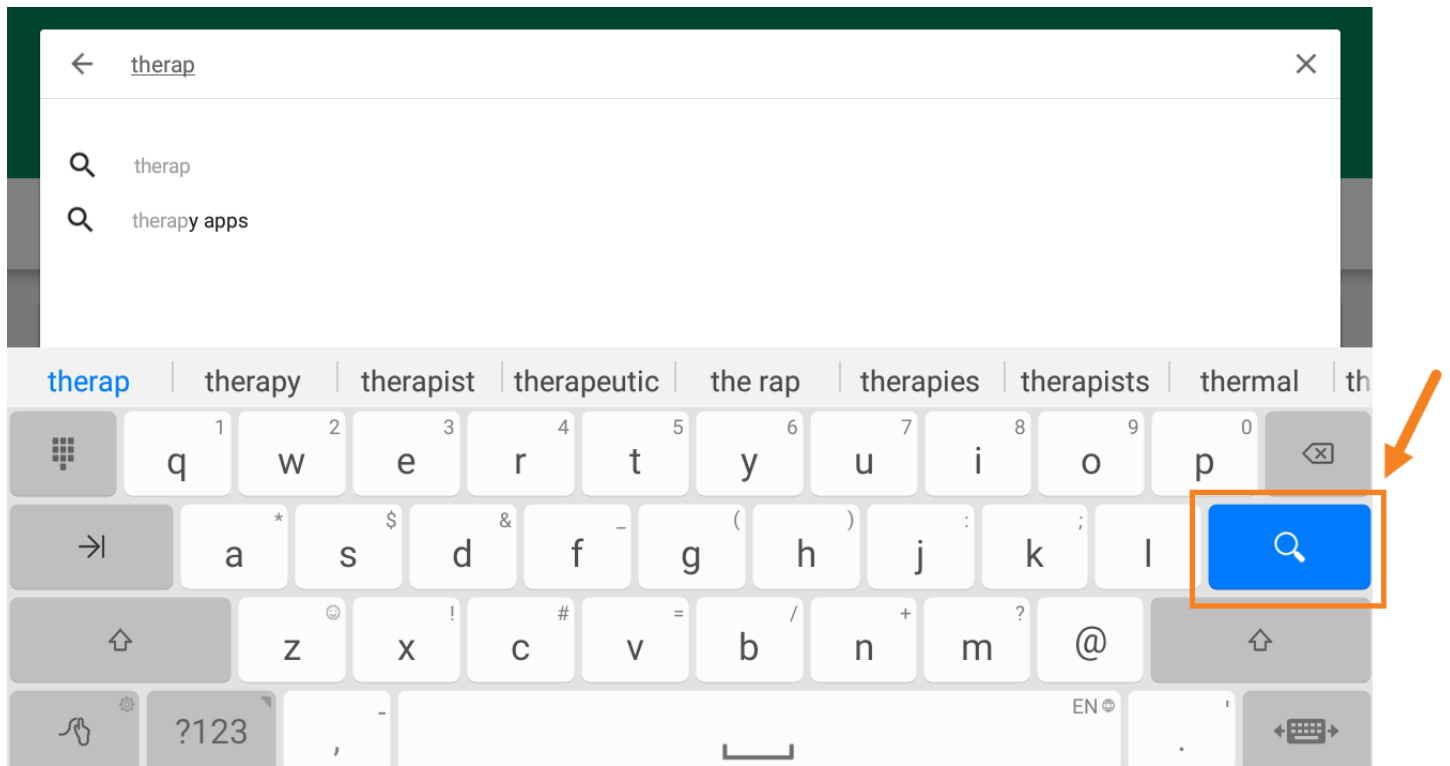 therap
therap
therapy apps
therap therapy therapist therapeutic the rap therapies therapists thermal th
1 2 3 4 5 6 7 8 9 0
q w e r t y u i o p
* $ & _ ( ) : ;
a s d f g h j k l
! # = / + ?
z x c v b n m @
- EN '
?123 , .